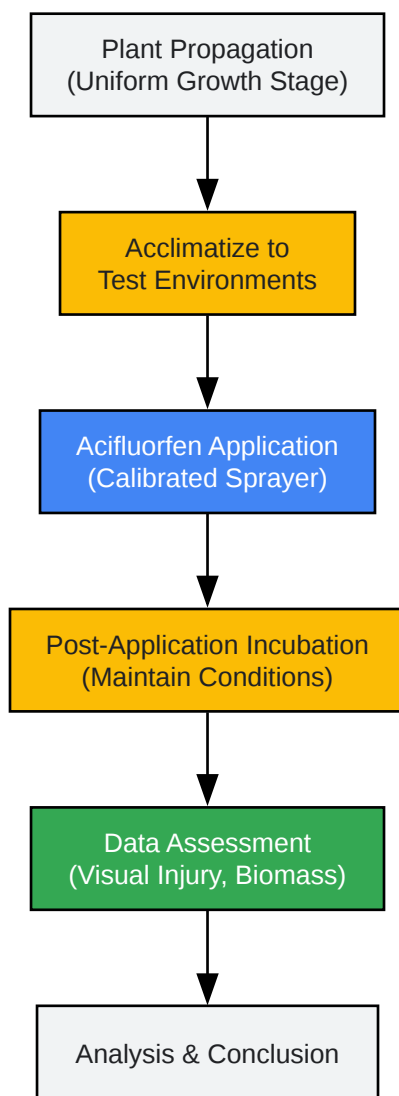 Plant Propagation
(Uniform Growth Stage)
Acclimatize to
Test Environments
Acifluorfen Application
(Calibrated Sprayer)
Post-Application Incubation
(Maintain Conditions)
Data Assessment
(Visual Injury, Biomass)
Analysis & Conclusion